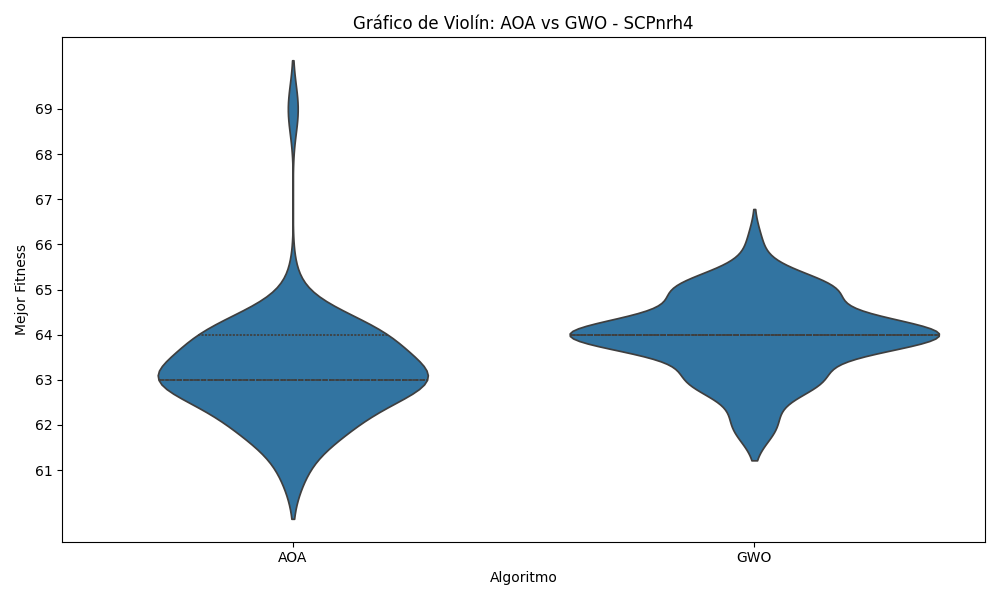 Gráfico de Violín: AOA vs GWO - SCPnrh4
Mejor Fitness
69
68
67
66
65
64
63
62
61
AOA
GWO
Algoritmo